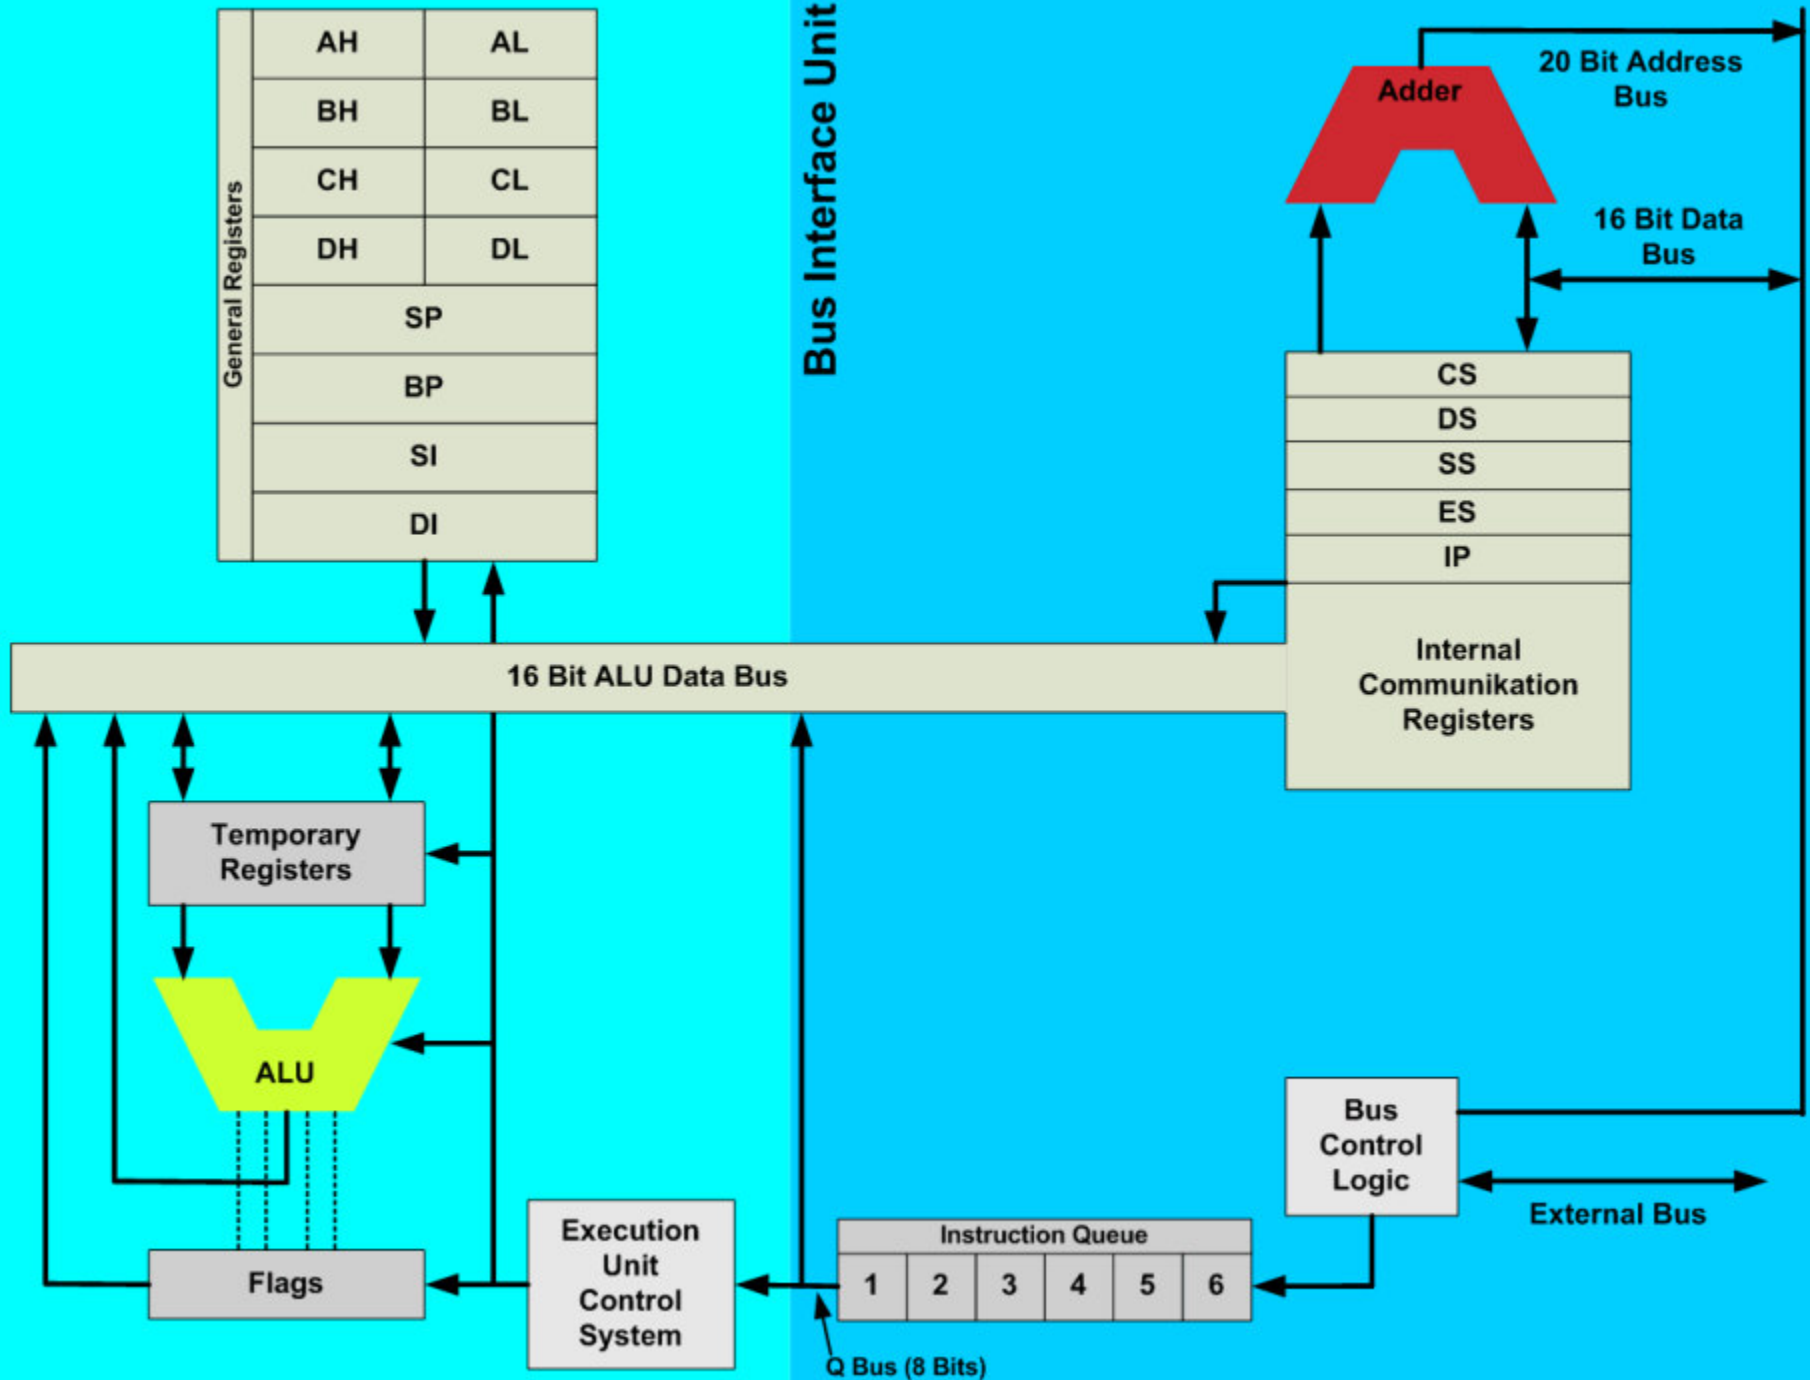 General Registers
AH
AL
BH
BL
CH
CL
DH
DL
SP
BP
SI
DI
Bus Interface Unit
Adder
20 Bit Address
Bus
16 Bit Data
Bus
CS
DS
SS
ES
IP
Internal
Communikation
Registers
16 Bit ALU Data Bus
Temporary
Registers
ALU
Flags
Execution
Unit
Control
System
Instruction Queue
1 2 3 4 5 6
Q Bus (8 Bits)
Bus
Control
Logic
External Bus